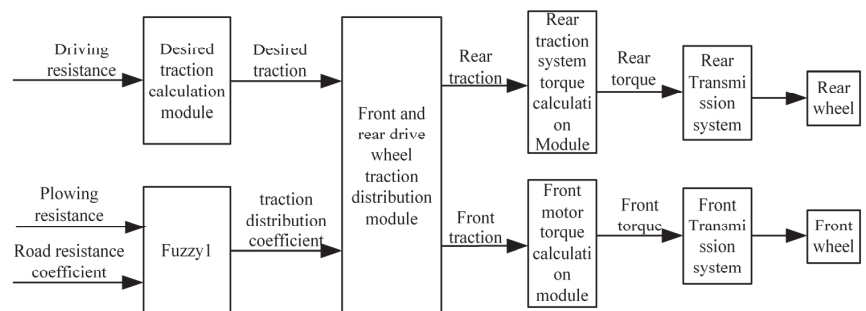 Driving
resistance
Desired
traction
calculation
module
Desired
traction
Front and
rear drive
wheel
traction
distribution
module
Rear
traction
Rear
traction
system
torque
calculati
on
Module
Rear
torque
Rear
Transmi
ssion
system
Rear
wheel
Plowing
resistance
Road resistance
coefficient
Fuzzy1
traction
distribution
coefficient
Front
traction
Front
motor
torque
calculati
on
module
Front
torque
Front
Transmi
ssion
system
Front
wheel